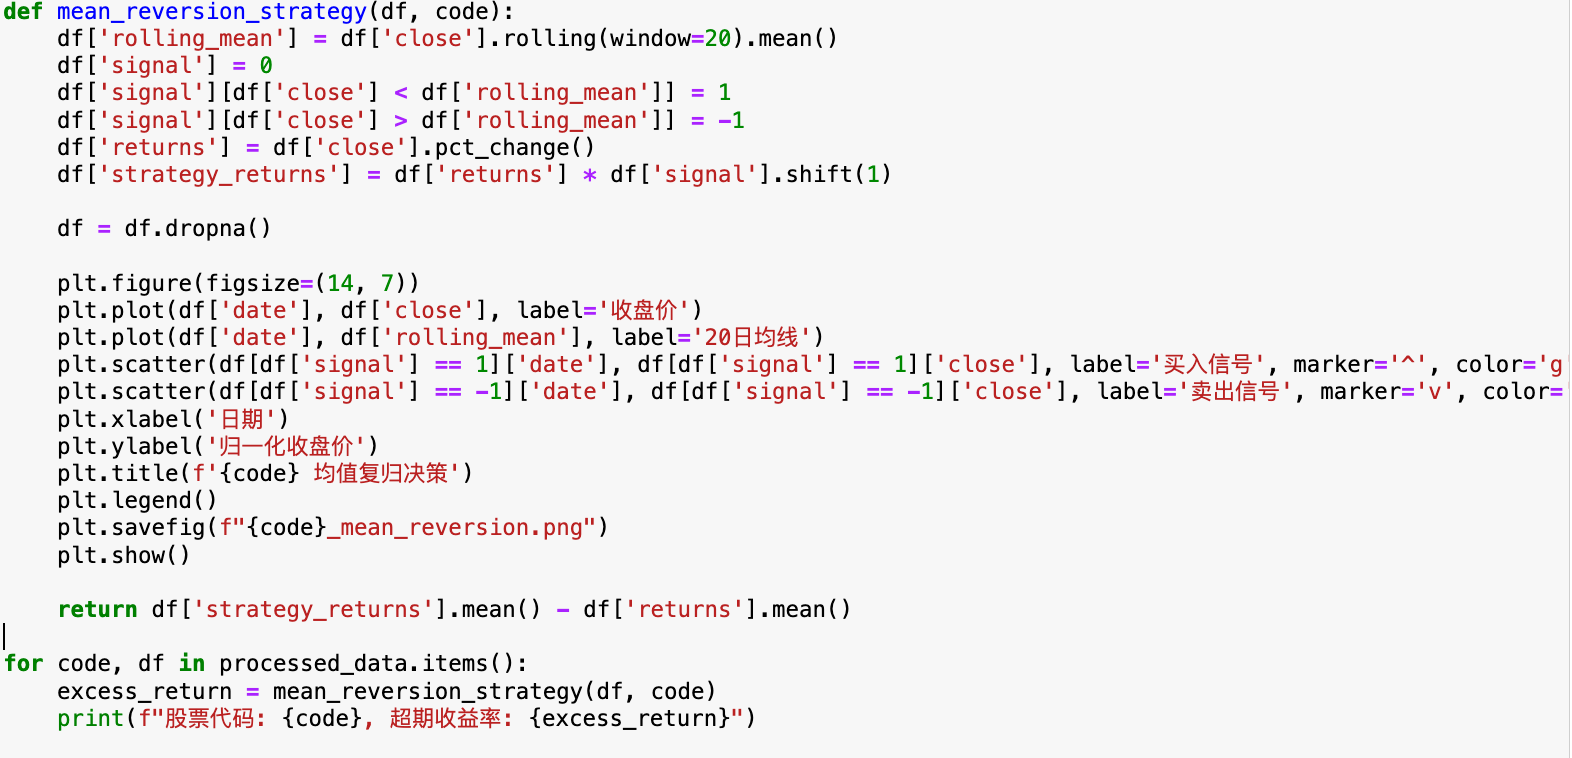 def mean_reversion_strategy(df, code):
    df['rolling_mean'] = df['close'].rolling(window=20).mean()
    df['signal'] = 0
    df['signal'][df['close'] < df['rolling_mean']] = 1
    df['signal'][df['close'] > df['rolling_mean']] = -1
    df['returns'] = df['close'].pct_change()
    df['strategy_returns'] = df['returns'] * df['signal'].shift(1)

    df = df.dropna()

    plt.figure(figsize=(14, 7))
    plt.plot(df['date'], df['close'], label='收盘价')
    plt.plot(df['date'], df['rolling_mean'], label='20日均线')
    plt.scatter(df[df['signal'] == 1]['date'], df[df['signal'] == 1]['close'], label='买入信号', marker='^', color='g'
    plt.scatter(df[df['signal'] == -1]['date'], df[df['signal'] == -1]['close'], label='卖出信号', marker='v', color='
    plt.xlabel('日期')
    plt.ylabel('归一化收盘价')
    plt.title(f'{code} 均值复归决策')
    plt.legend()
    plt.savefig(f"{code}_mean_reversion.png")
    plt.show()

    return df['strategy_returns'].mean() - df['returns'].mean()

for code, df in processed_data.items():
    excess_return = mean_reversion_strategy(df, code)
    print(f"股票代码: {code}, 超期收益率: {excess_return}")